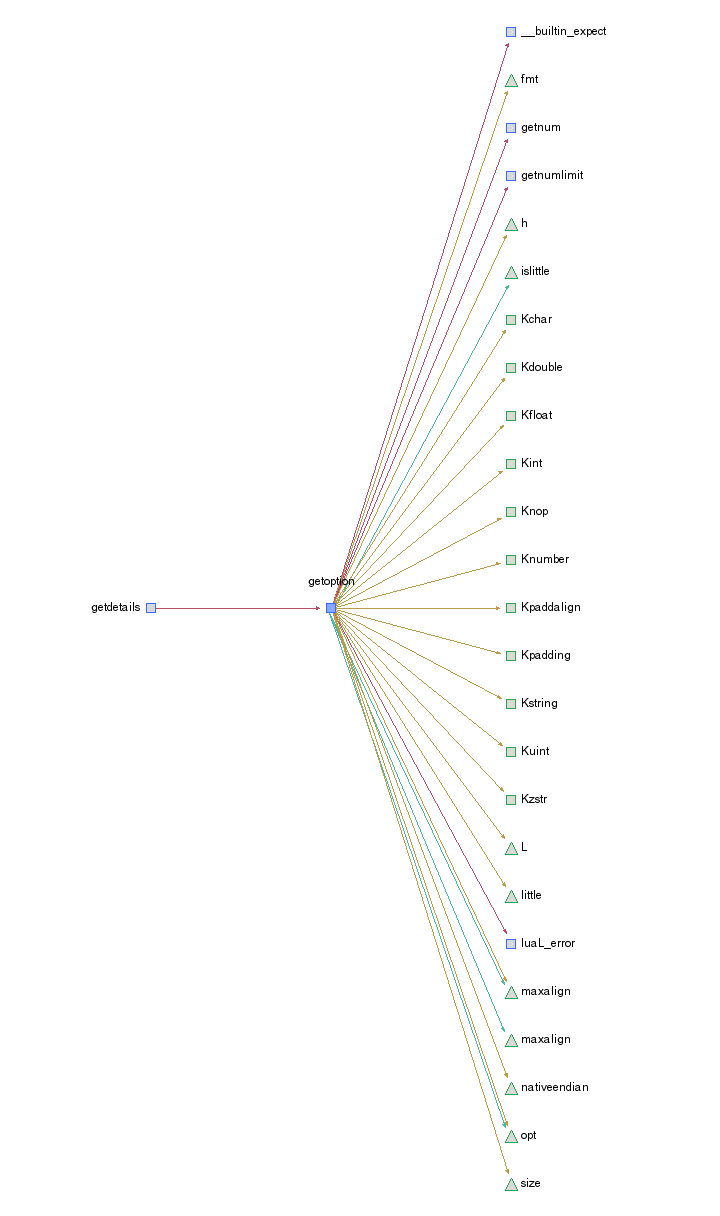 __builtin_expect
fmt
getnum
getnumlimit
h
islittle
Kchar
Kdouble
Kfloat
Kint
Knop
Knumber
getoption
getdetails
Kpaddalign
Kpadding
Kstring
Kuint
Kzstr
L
little
luaL_error
maxalign
maxalign
nativeendian
opt
size